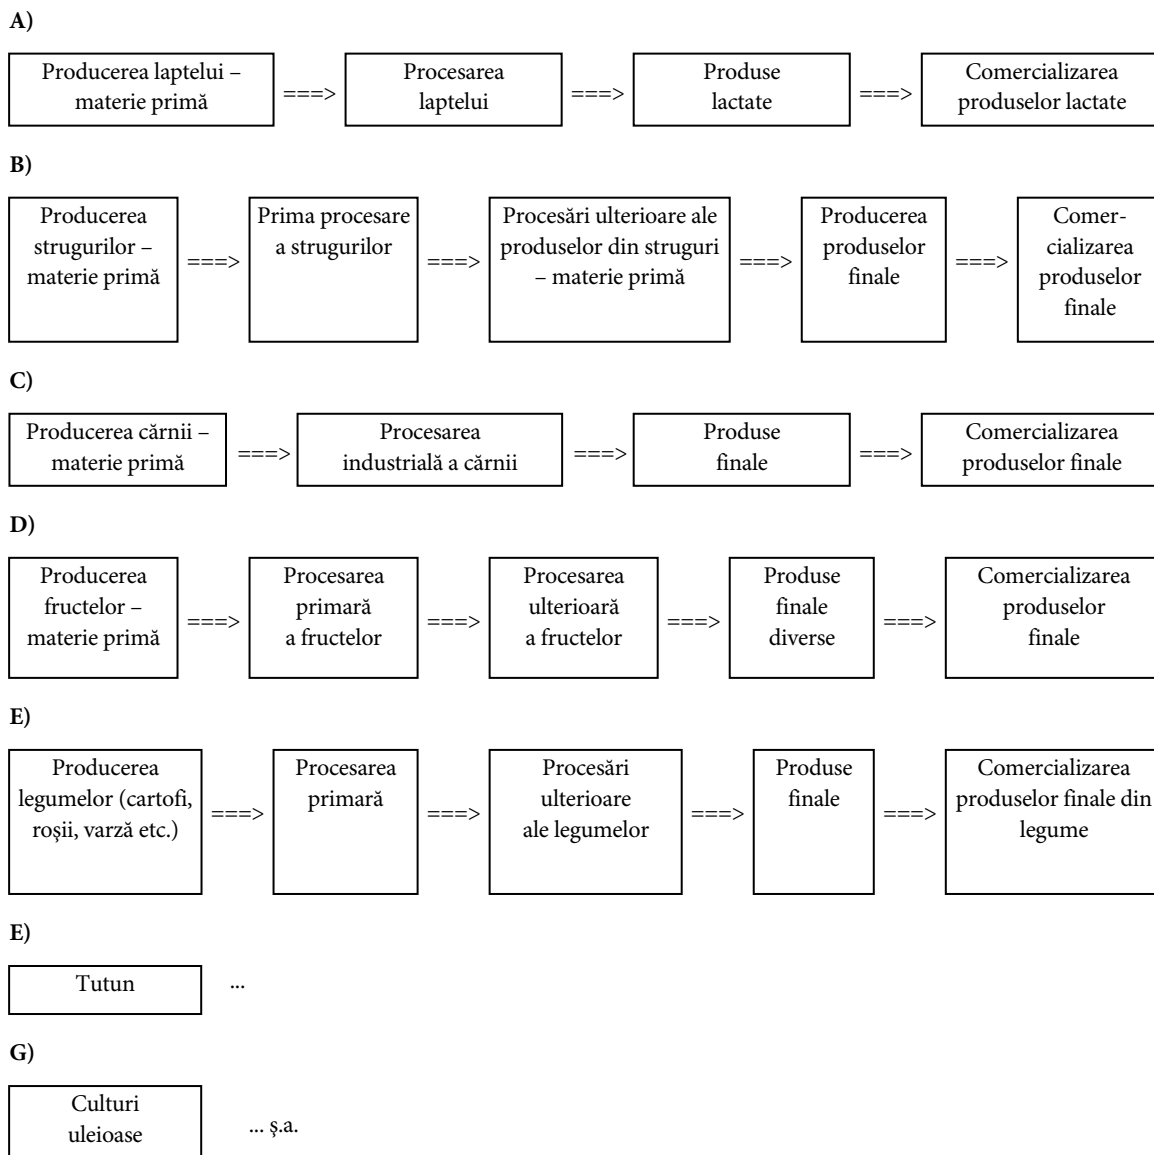 A)
Producerea laptelui –
materie primă
===>
Procesarea
laptelui
===>
Produse
lactate
===>
Comercializarea
produselor lactate
B)
Producerea
strugurilor –
materie primă
===>
Prima procesare
a strugurilor
===>
Procesări ulterioare ale
produselor din struguri
– materie primă
===>
Producerea
produselor
finale
===>
Comer-
cializarea
produselor
finale
C)
Producerea cărnii –
materie primă
===>
Procesarea
industrială a cărnii
===>
Produse
finale
===>
Comercializarea
produselor finale
D)
Producerea
fructelor –
materie primă
===>
Procesarea
primară
a fructelor
===>
Procesarea
ulterioară
a fructelor
===>
Produse
finale
diverse
===>
Comercializarea
produselor
finale
E)
Producerea
legumelor (cartofi,
roşii, varză etc.)
===>
Procesarea
primară
===>
Procesări
ulterioare
ale legumelor
===>
Produse
finale
===>
Comercializarea
produselor finale din
legume
E)
Tutun
...
G)
Culturi
uleioase
... ş.a.